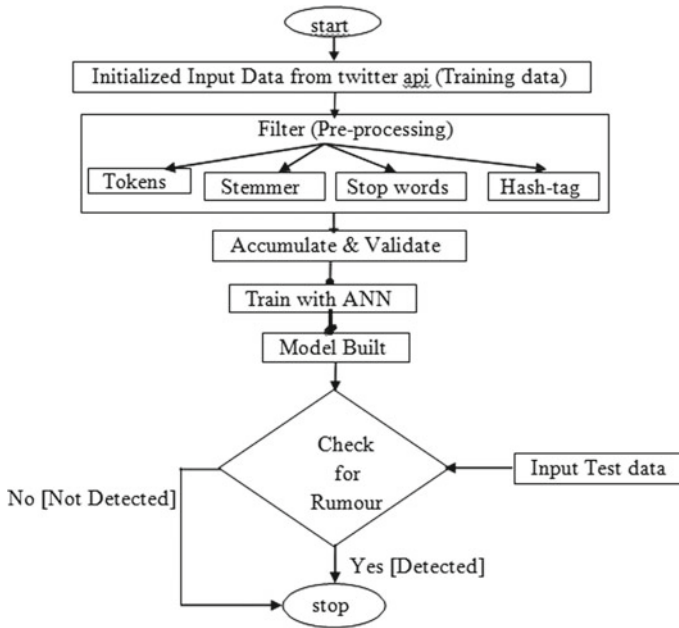 start
Initialized Input Data from twitter api (Training data)
Filter (Pre-processing)
Tokens
Stemmer
Stop words
Hash-tag
Accumulate & Validate
Train with ANN
Model Built
Check
for
Rumour
Input Test data
No [Not Detected]
Yes [Detected]
stop